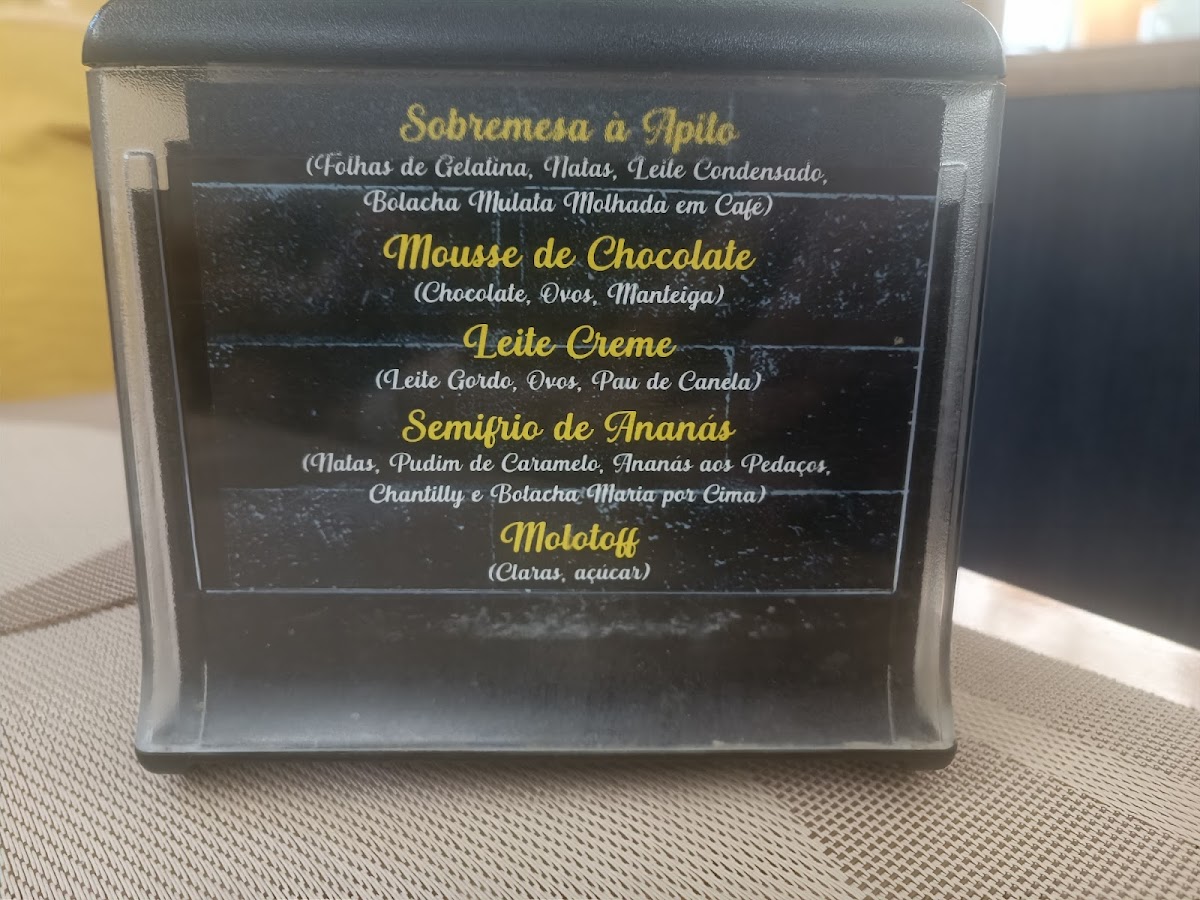 Sobremesa à Apito
(Folhas de Gelatina, Natas, Leite Condensado,
Bolacha Mulata Molhada em Café)
Mousse de Chocolate
(Chocolate, Ovos, Manteiga)
Leite Creme
(Leite Gordo, Ovos, Pau de Canela)
Semifrio de Ananás
(Natas, Pudim de Caramelo, Ananás aos Pedaços,
Chantilly e Bolacha Maria por Cima)
Molotoff
(Claras, açúcar)